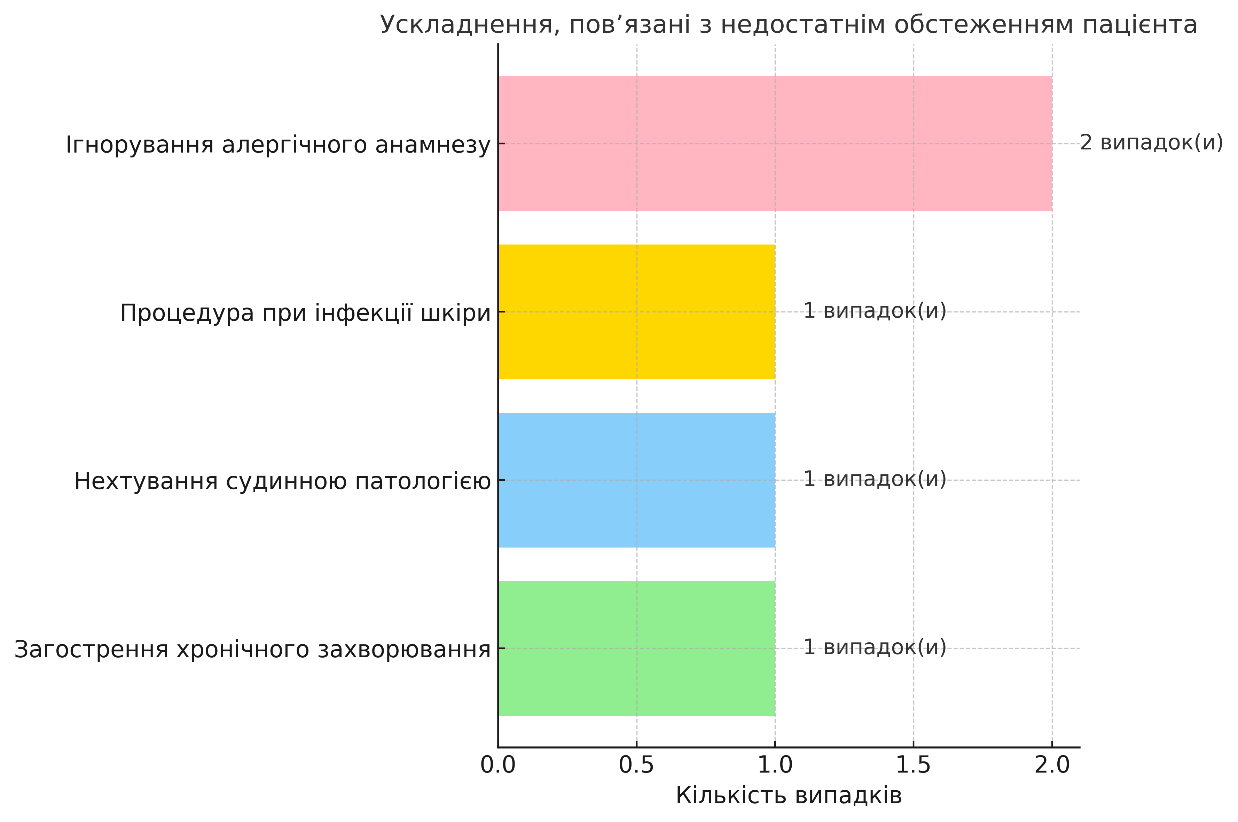 Ускладнення, пов’язані з недостатнім обстеженням пацієнта
Ігнорування алергічного анамнезу
2 випадок(и)
Процедура при інфекції шкіри
1 випадок(и)
Нехтування судинною патологією
1 випадок(и)
Загострення хронічного захворювання
1 випадок(и)
0.0 0.5 1.0 1.5 2.0
Кількість випадків